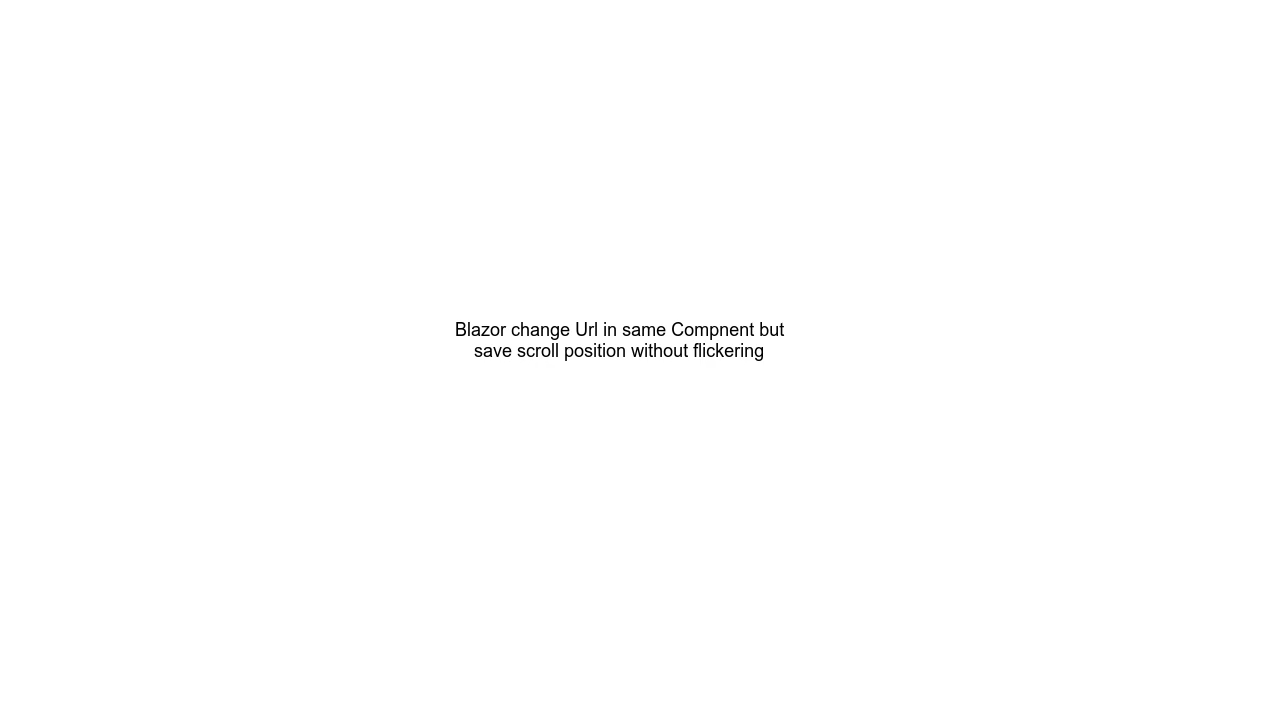 Blazor change Url in same Compnent but
save scroll position without flickering